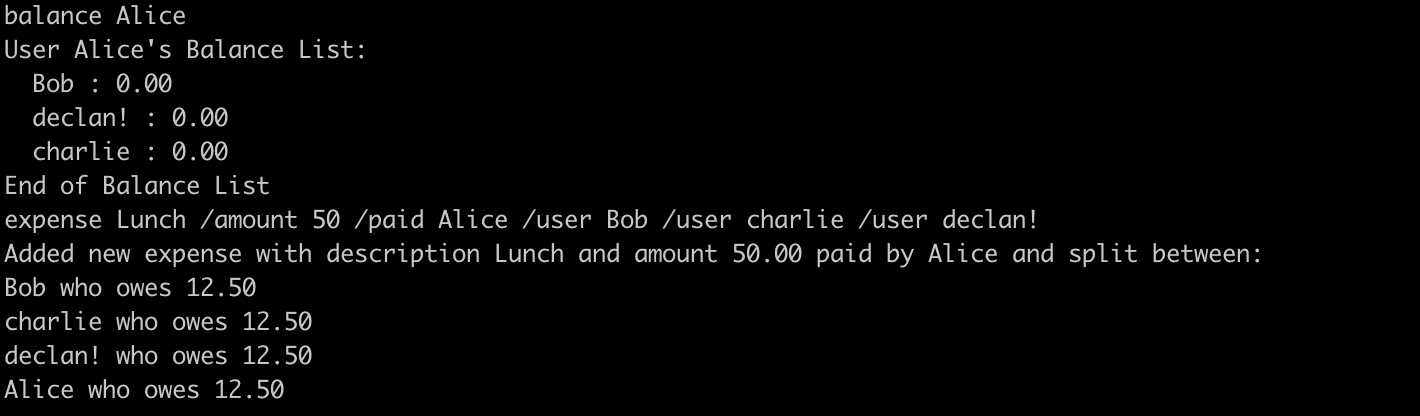 balance Alice
User Alice's Balance List:
  Bob : 0.00
  declan! : 0.00
  charlie : 0.00
End of Balance List
expense Lunch /amount 50 /paid Alice /user Bob /user charlie /user declan!
Added new expense with description Lunch and amount 50.00 paid by Alice and split between:
Bob who owes 12.50
charlie who owes 12.50
declan! who owes 12.50
Alice who owes 12.50